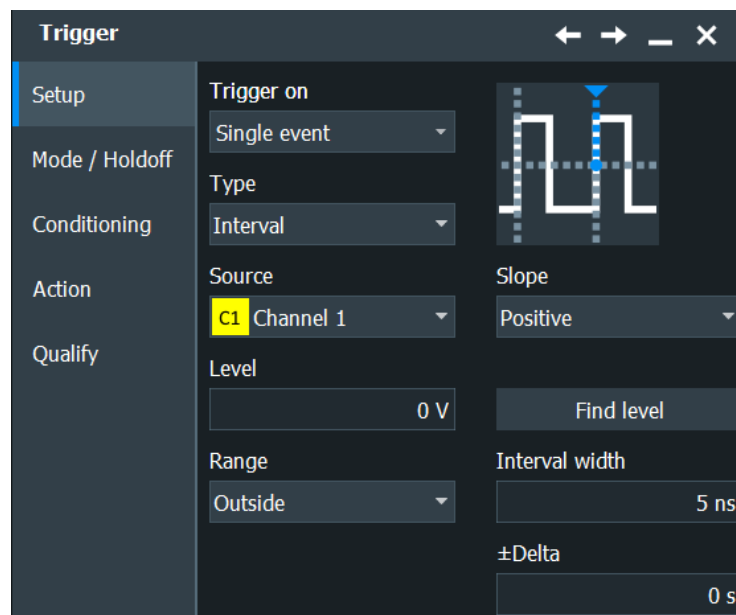 Trigger
Setup
Mode / Holdoff
Conditioning
Action
Qualify
Trigger on
Single event
Type
Interval
Source
Slope
C1 Channel 1
Positive
Level
0 V
Find level
Range
Interval width
Outside
5 ns
±Delta
0 s